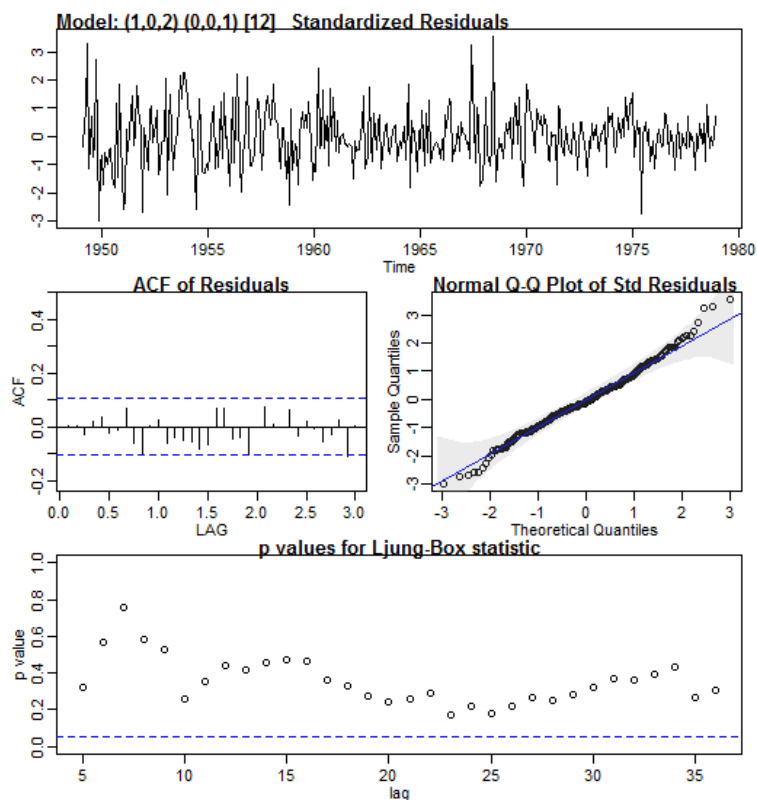 Model: (1,0,2) (0,0,1) [12] Standardized Residuals
3
2
1
0
-1
-2
-3
1950 1955 1960 1965 1970 1975 1980
Time
ACF of Residuals
ACF
0.4
0.2
0.0
-0.2
0.0 0.5 1.0 1.5 2.0 2.5 3.0
LAG
Normal Q-Q Plot of Std Residuals
Sample Quantiles
3
2
1
0
-1
-2
-3
-3 -2 -1 0 1 2 3
Theoretical Quantiles
p values for Ljung-Box statistic
p value
1.0
0.8
0.6
0.4
0.2
0.0
5 10 15 20 25 30 35
lag